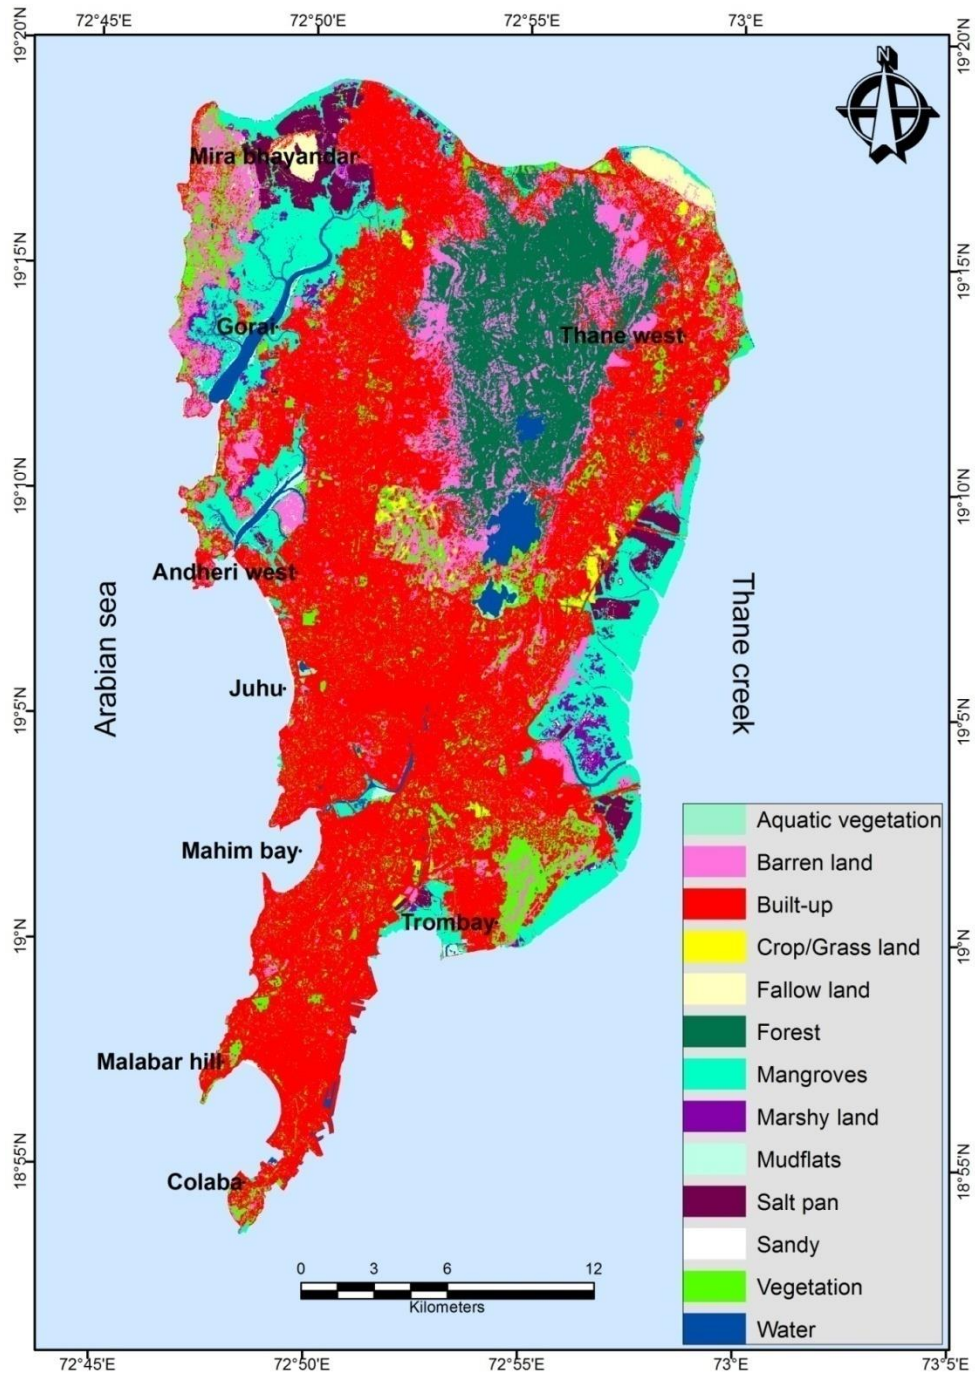 72°45'E 72°50'E 72°55'E 73°E
19°20'N 19°20'N
N
Mira bhayandar
19°15'N 19°15'N
Gorai
Thane west
19°10'N 19°10'N
Andheri west
Arabian sea
Thane creek
Juhu
19°5'N 19°5'N
Mahim bay
Trombay
19°N 19°N
Malabar hill
18°55'N 18°55'N
Colaba
Aquatic vegetation
Barren land
Built-up
Crop/Grass land
Fallow land
Forest
Mangroves
Marshy land
Mudflats
Salt pan
Sandy
Vegetation
Water
0 3 6 12
Kilometers
72°45'E 72°50'E 72°55'E 73°E 73°5'E